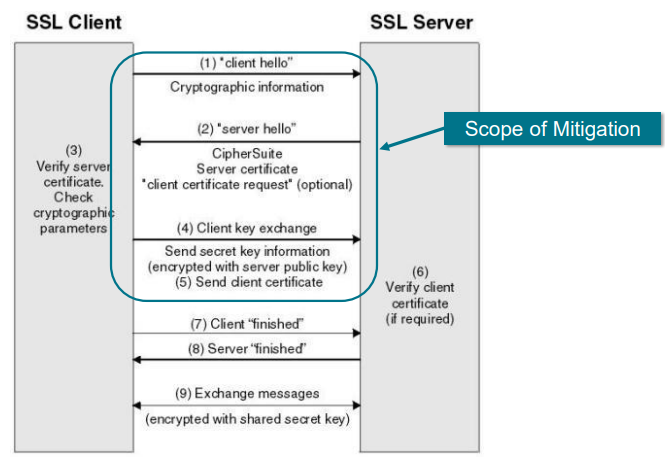 SSL Client
SSL Server
(1) "client hello"
Cryptographic information
Scope of Mitigation
(2) "server hello"
CipherSuite
Server certificate
"client certificate request" (optional)
(3)
Verify server
certificate.
Check
cryptographic
parameters
(4) Client key exchange
Send secret key information
(encrypted with server public key)
(5) Send client certificate
(6)
Verify client
certificate
(if required)
(7) Client “finished”
(8) Server “finished”
(9) Exchange messages
(encrypted with shared secret key)